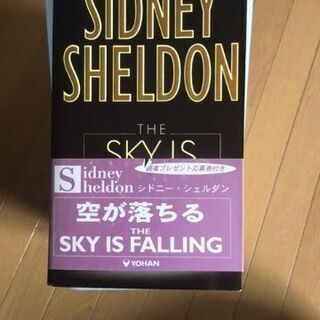 SIDNEY
SHELDON
THE
SKY IS
読者プレゼント応募券付き
Sidney
Sheldon シドニー・シェルダン
空が落ちる
THE
SKY IS FALLING
YOHAN